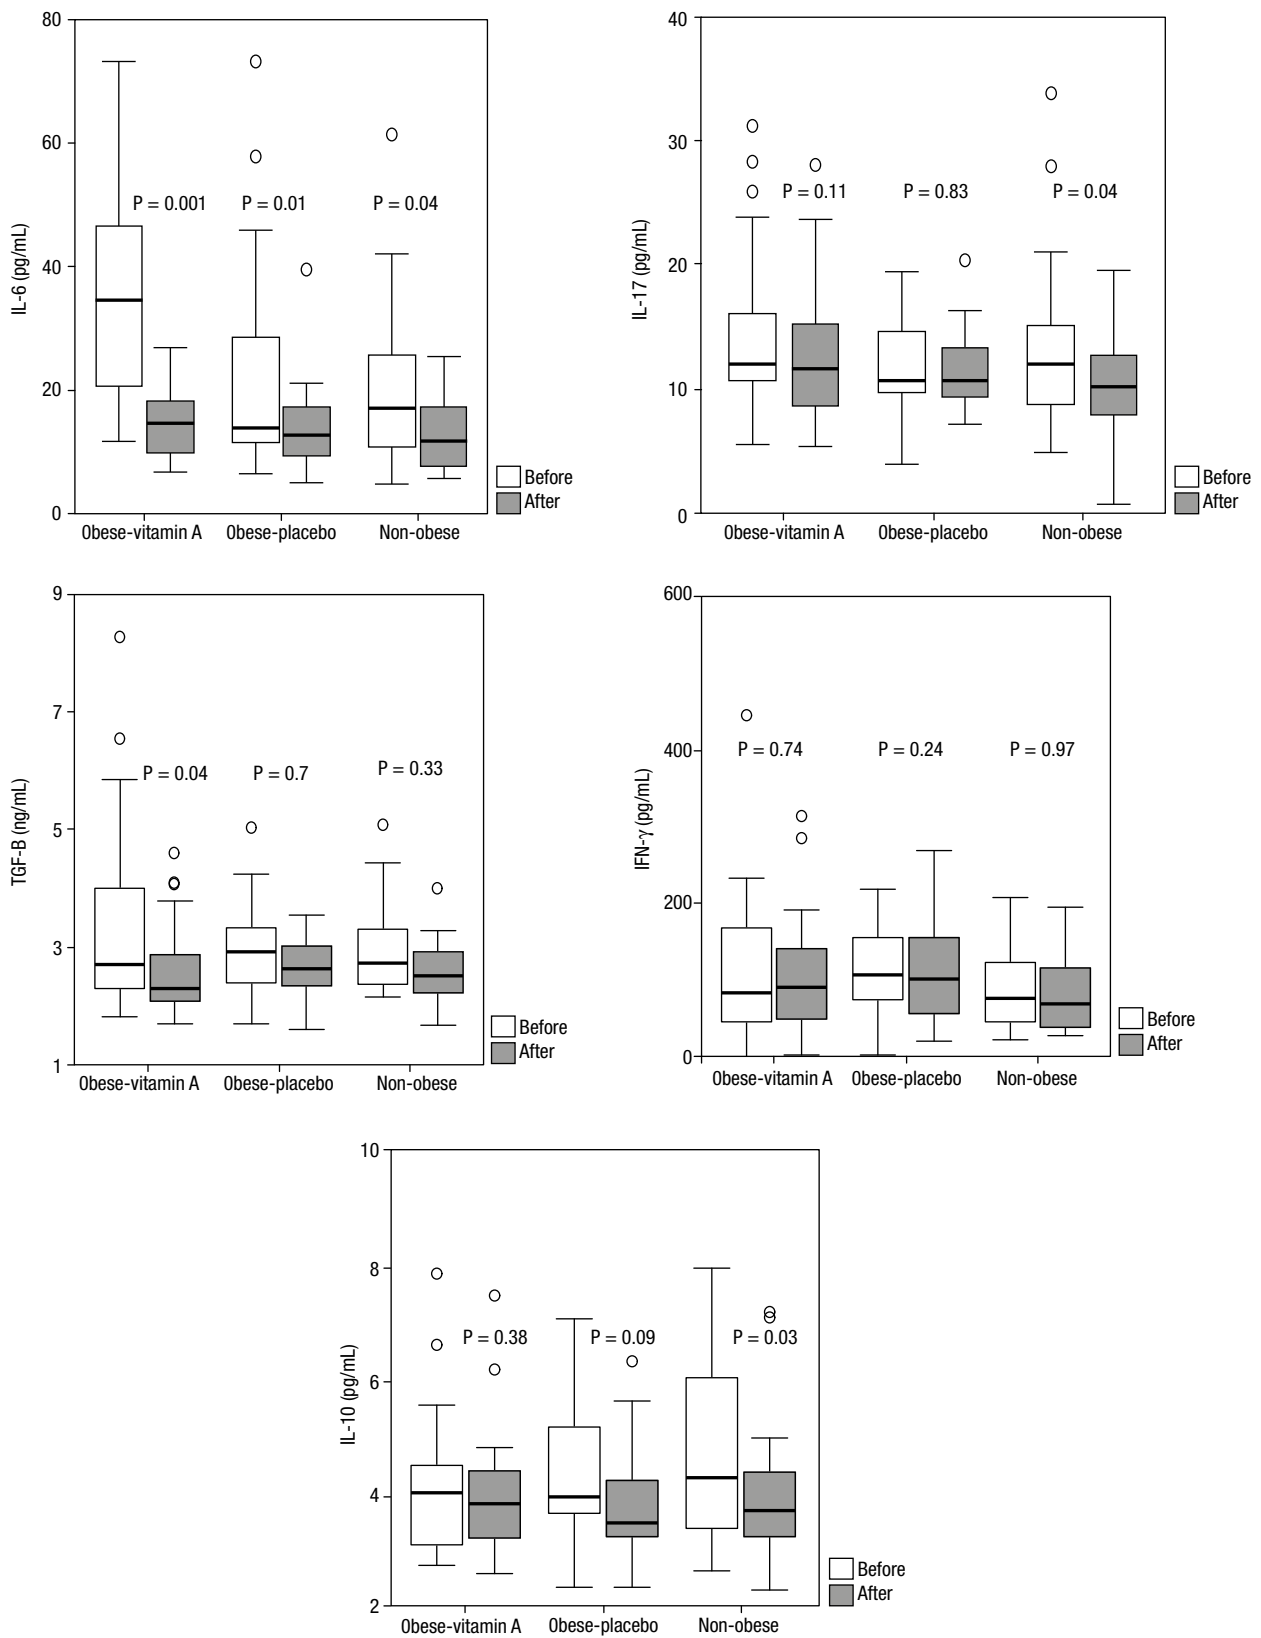 80
60
40
20
0
IL-6 (pg/mL)
P = 0.001
P = 0.01
P = 0.04
Obese-vitamin A
Obese-placebo
Non-obese
Before
After
40
30
20
10
0
IL-17 (pg/mL)
P = 0.11
P = 0.83
P = 0.04
Obese-vitamin A
Obese-placebo
Non-obese
Before
After
9
7
5
3
1
TGF-B (ng/mL)
P = 0.04
P = 0.7
P = 0.33
Obese-vitamin A
Obese-placebo
Non-obese
Before
After
600
400
200
0
IFN-γ (pg/mL)
P = 0.74
P = 0.24
P = 0.97
Obese-vitamin A
Obese-placebo
Non-obese
Before
After
10
8
6
4
2
IL-10 (pg/mL)
P = 0.38
P = 0.09
P = 0.03
Obese-vitamin A
Obese-placebo
Non-obese
Before
After